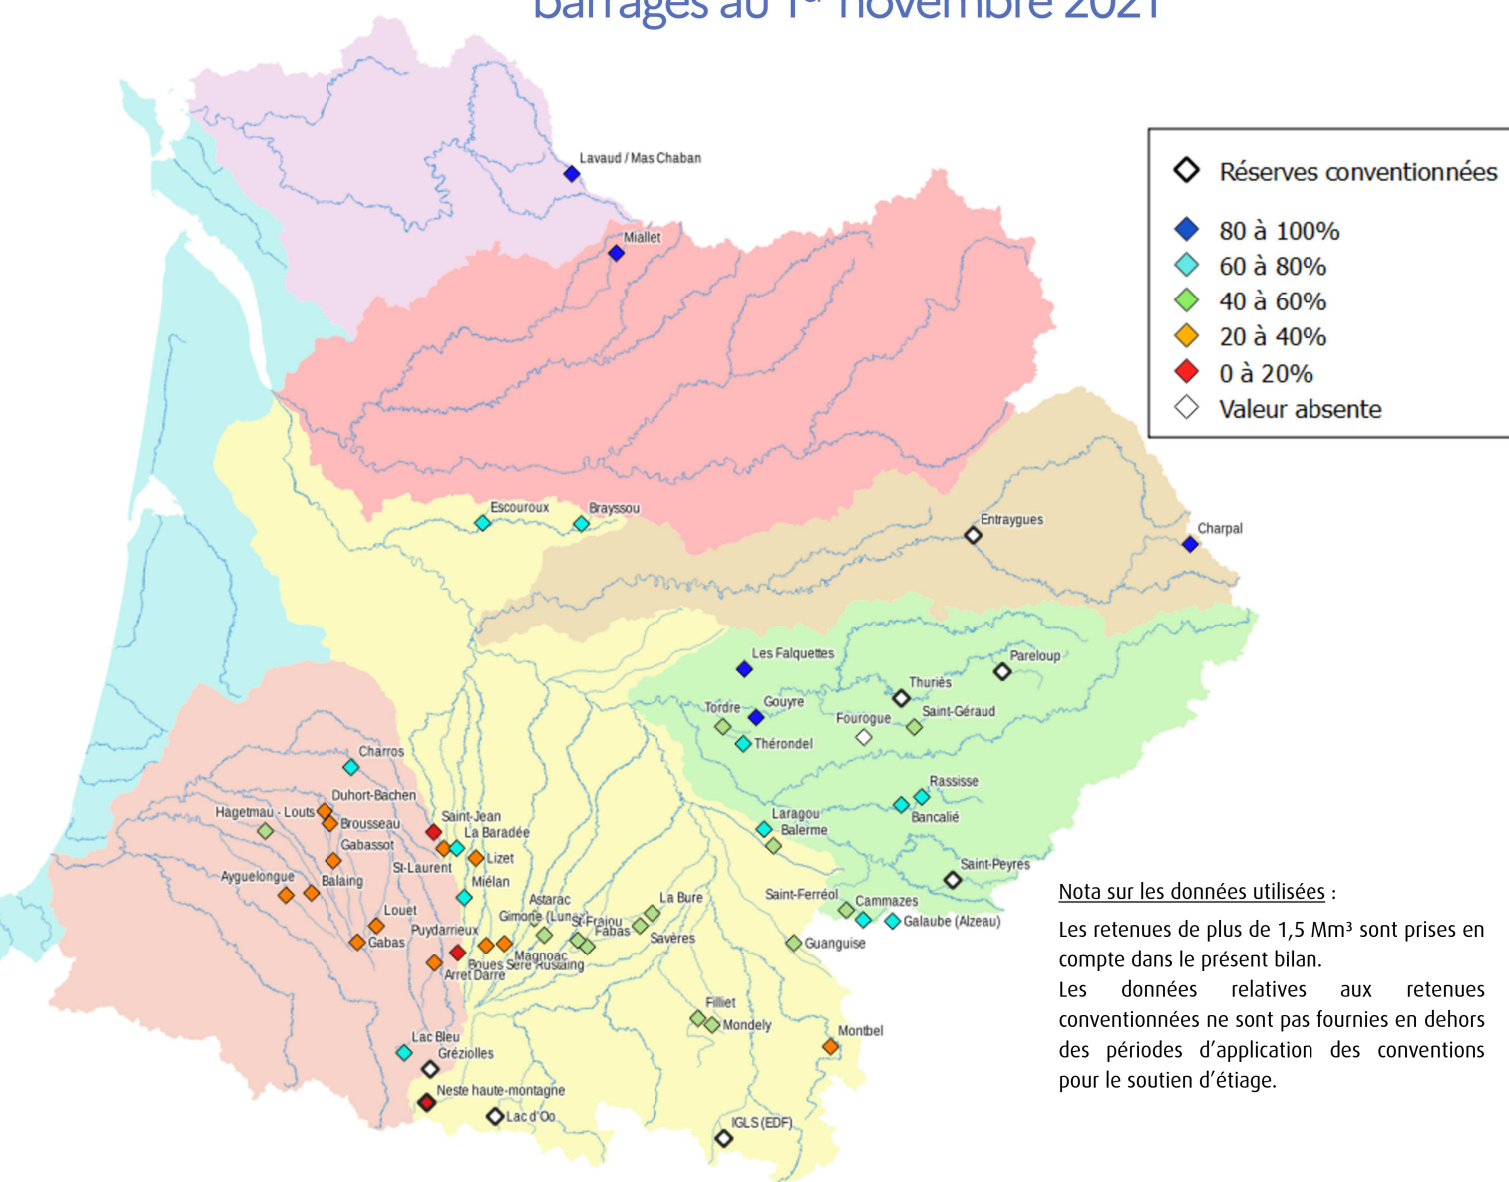 barrages au 1er novembre 2021
Lavaud / Mas Chaban
Miallet
Réserves conventionnées
80 à 100%
60 à 80%
40 à 60%
20 à 40%
0 à 20%
Valeur absente
Escouroux
Brayssou
Entraygues
Charpal
Les Falquettes
Pareloup
Thuriès
Tordre
Gouyre
Fourogue
Saint-Géraud
Thérondel
Charros
Rassisse
Duhort-Bachen
Hagetmau - Louts
Brousseau
Saint-Jean
La Baradée
Laragou
Balerme
Bancalié
Gabassot
St-Laurent
Lizet
Saint-Peyres
Ayguelongue
Balaing
Miélan
Astarac
La Bure
Saint-Ferréol
Cammazes
Louet
Gimone (Lunax)
St-Frajou
Galaube (Alzeau)
Puydarrieux
Fabas
Gabas
Savères
Guanguise
Magnoac
Boues Sère Rustaing
Arret Darre
Filliet
Mondely
Montbel
Lac Bleu
Gréziolles
Neste haute-montagne
Lac d'Oo
IGLS (EDF)
Nota sur les données utilisées :
Les retenues de plus de 1,5 Mm³ sont prises en
compte dans le présent bilan.
Les données relatives aux retenues
conventionnées ne sont pas fournies en dehors
des périodes d'application des conventions
pour le soutien d'étiage.